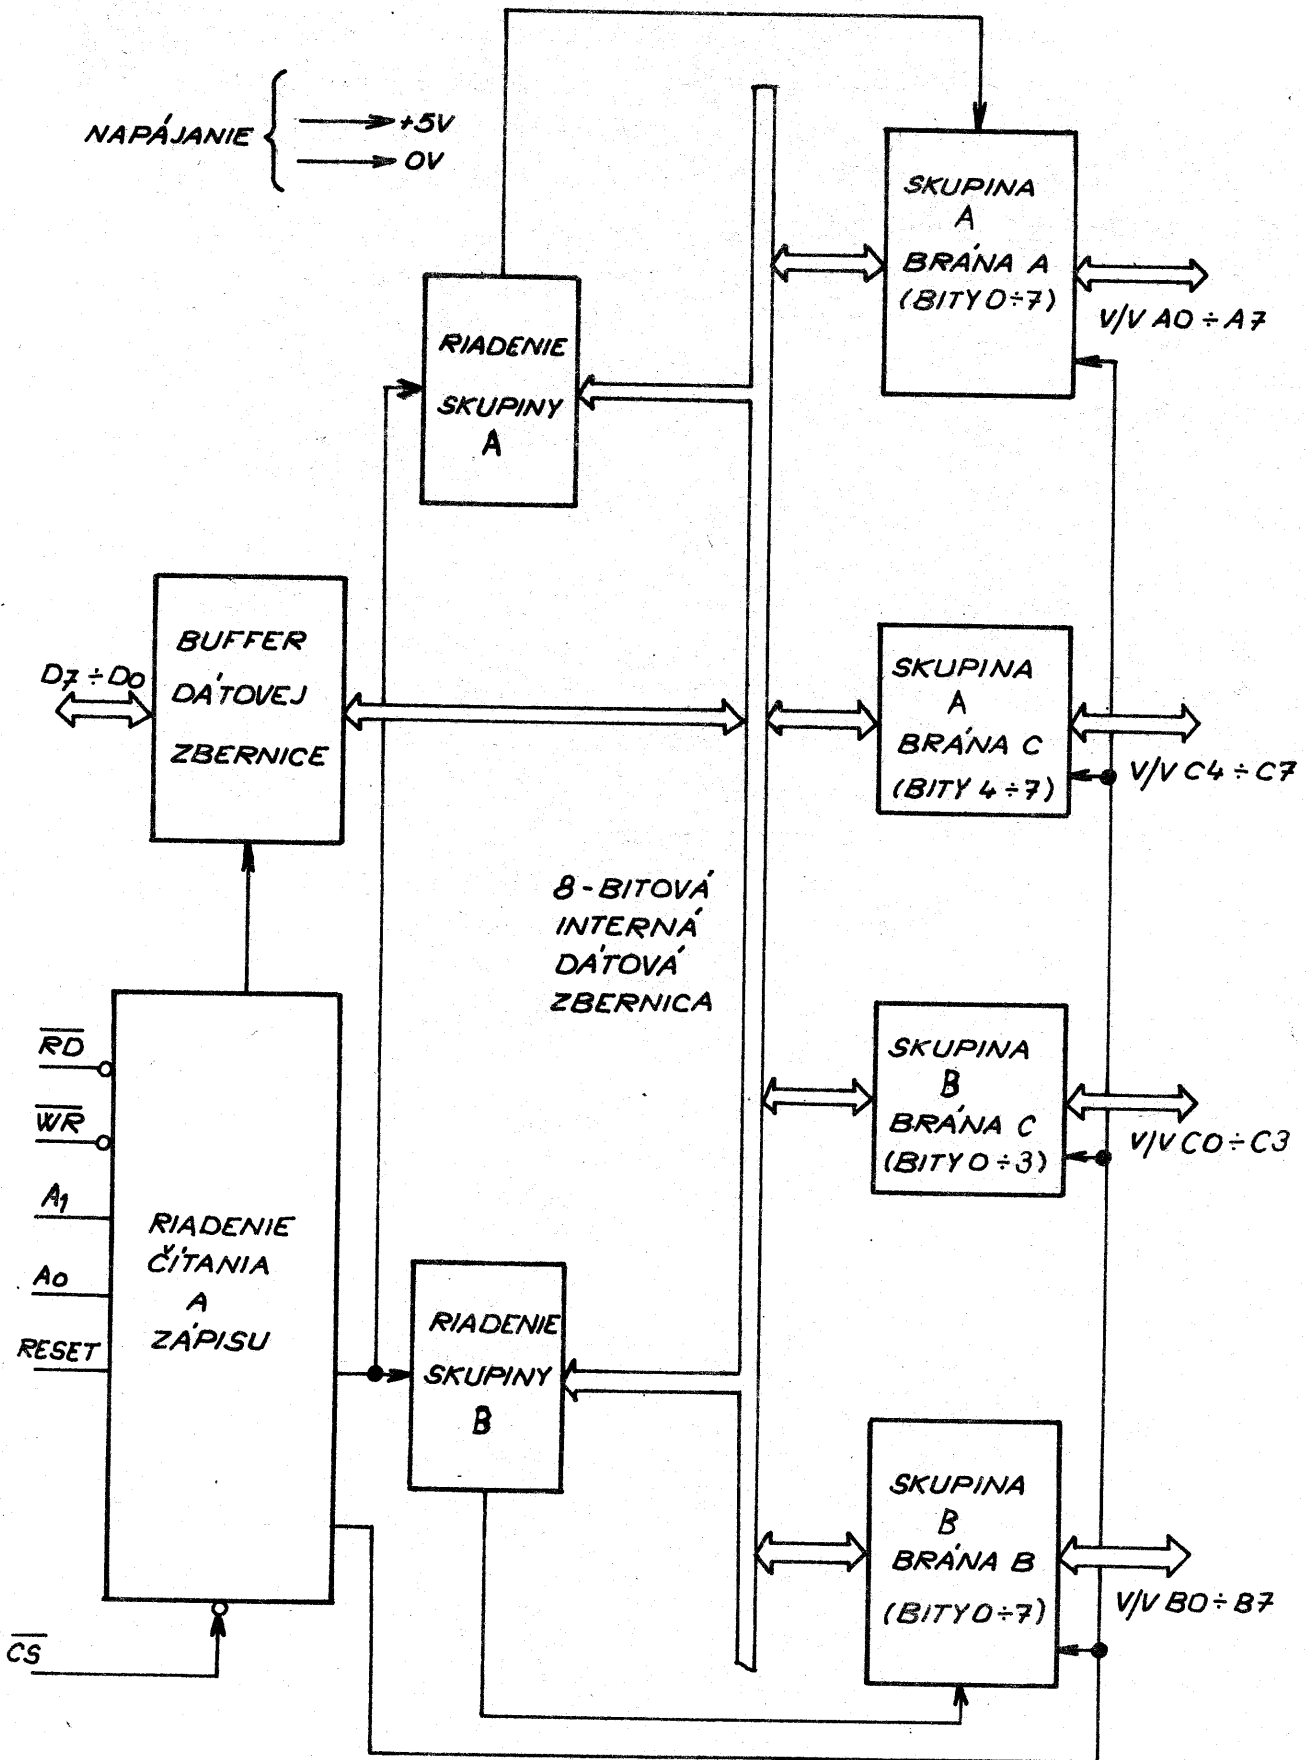 NAPÁJANIE
+5V
0V
SKUPINA
A
BRÁNA A
(BITY 0÷7)
V/V A0÷A7
RIADENIE
SKUPINY
A
BUFFER
DÁTOVEJ
ZBERNICE
D7÷D0
SKUPINA
A
BRÁNA C
(BITY 4÷7)
V/V C4÷C7
8-BITOVÁ
INTERNÁ
DÁTOVÁ
ZBERNICA
RD
WR
A1
A0
RESET
RIADENIE
ČÍTANIA
A
ZÁPISU
CS
SKUPINA
B
BRÁNA C
(BITY 0÷3)
V/V C0÷C3
RIADENIE
SKUPINY
B
SKUPINA
B
BRÁNA B
(BITY 0÷7)
V/V B0÷B7